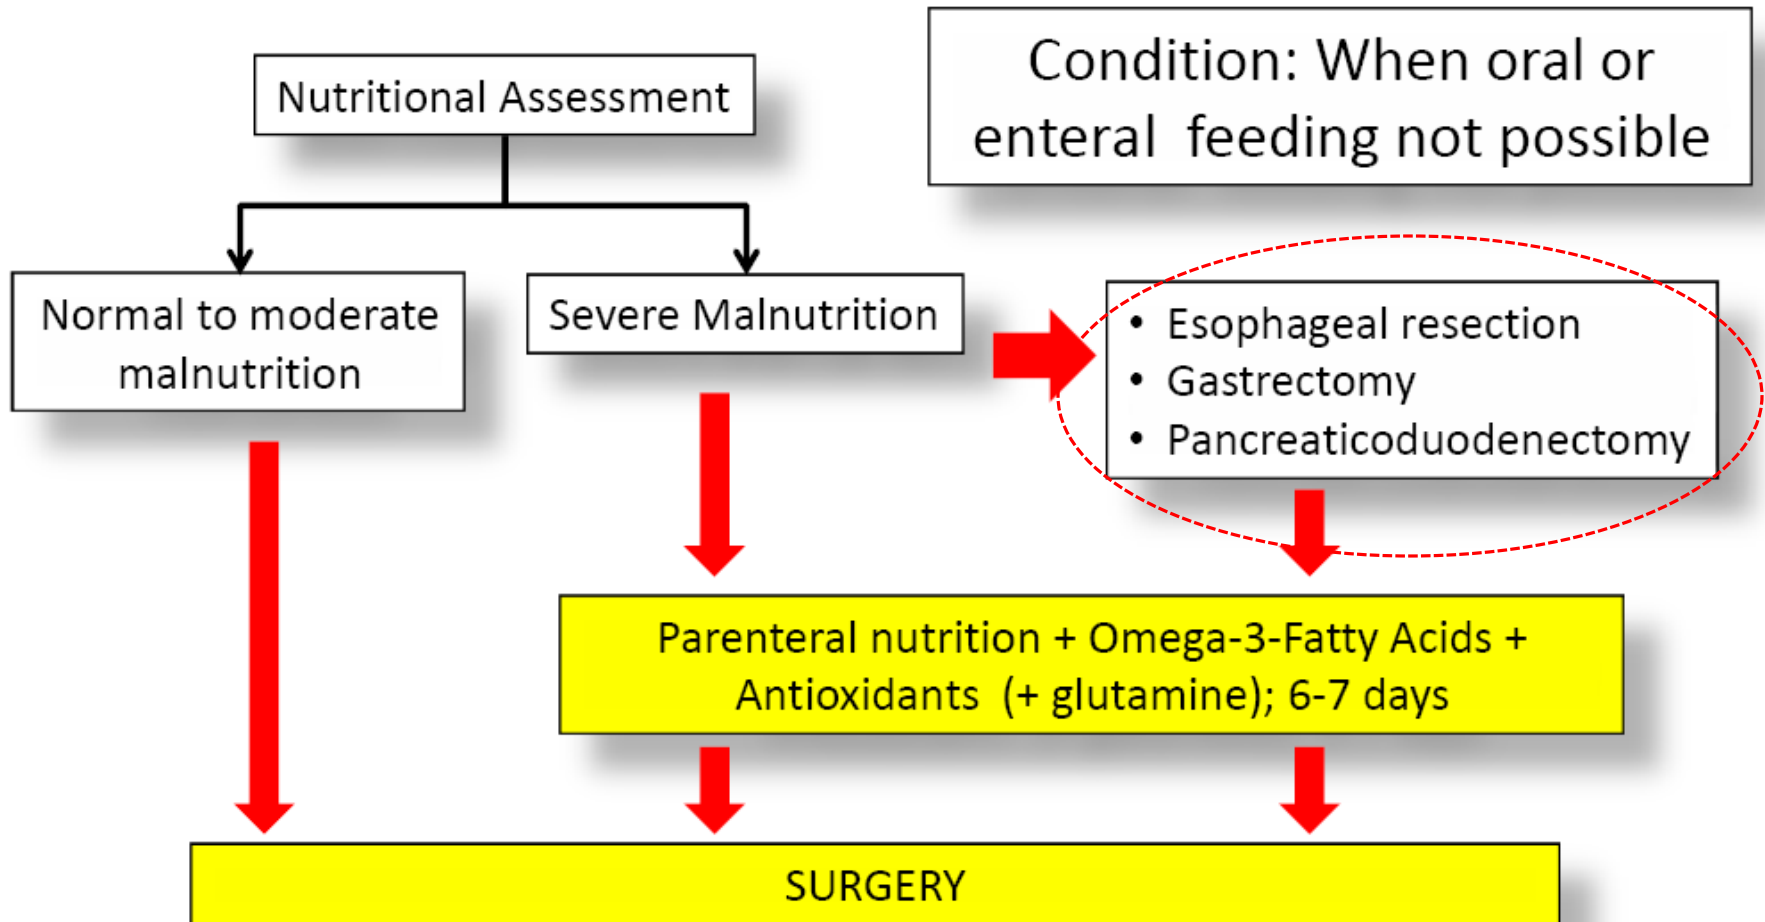 Nutritional Assessment
Condition: When oral or
enteral feeding not possible
Normal to moderate
malnutrition
Severe Malnutrition
• Esophageal resection
• Gastrectomy
• Pancreaticoduodenectomy
Parenteral nutrition + Omega-3-Fatty Acids +
Antioxidants (+ glutamine); 6-7 days
SURGERY